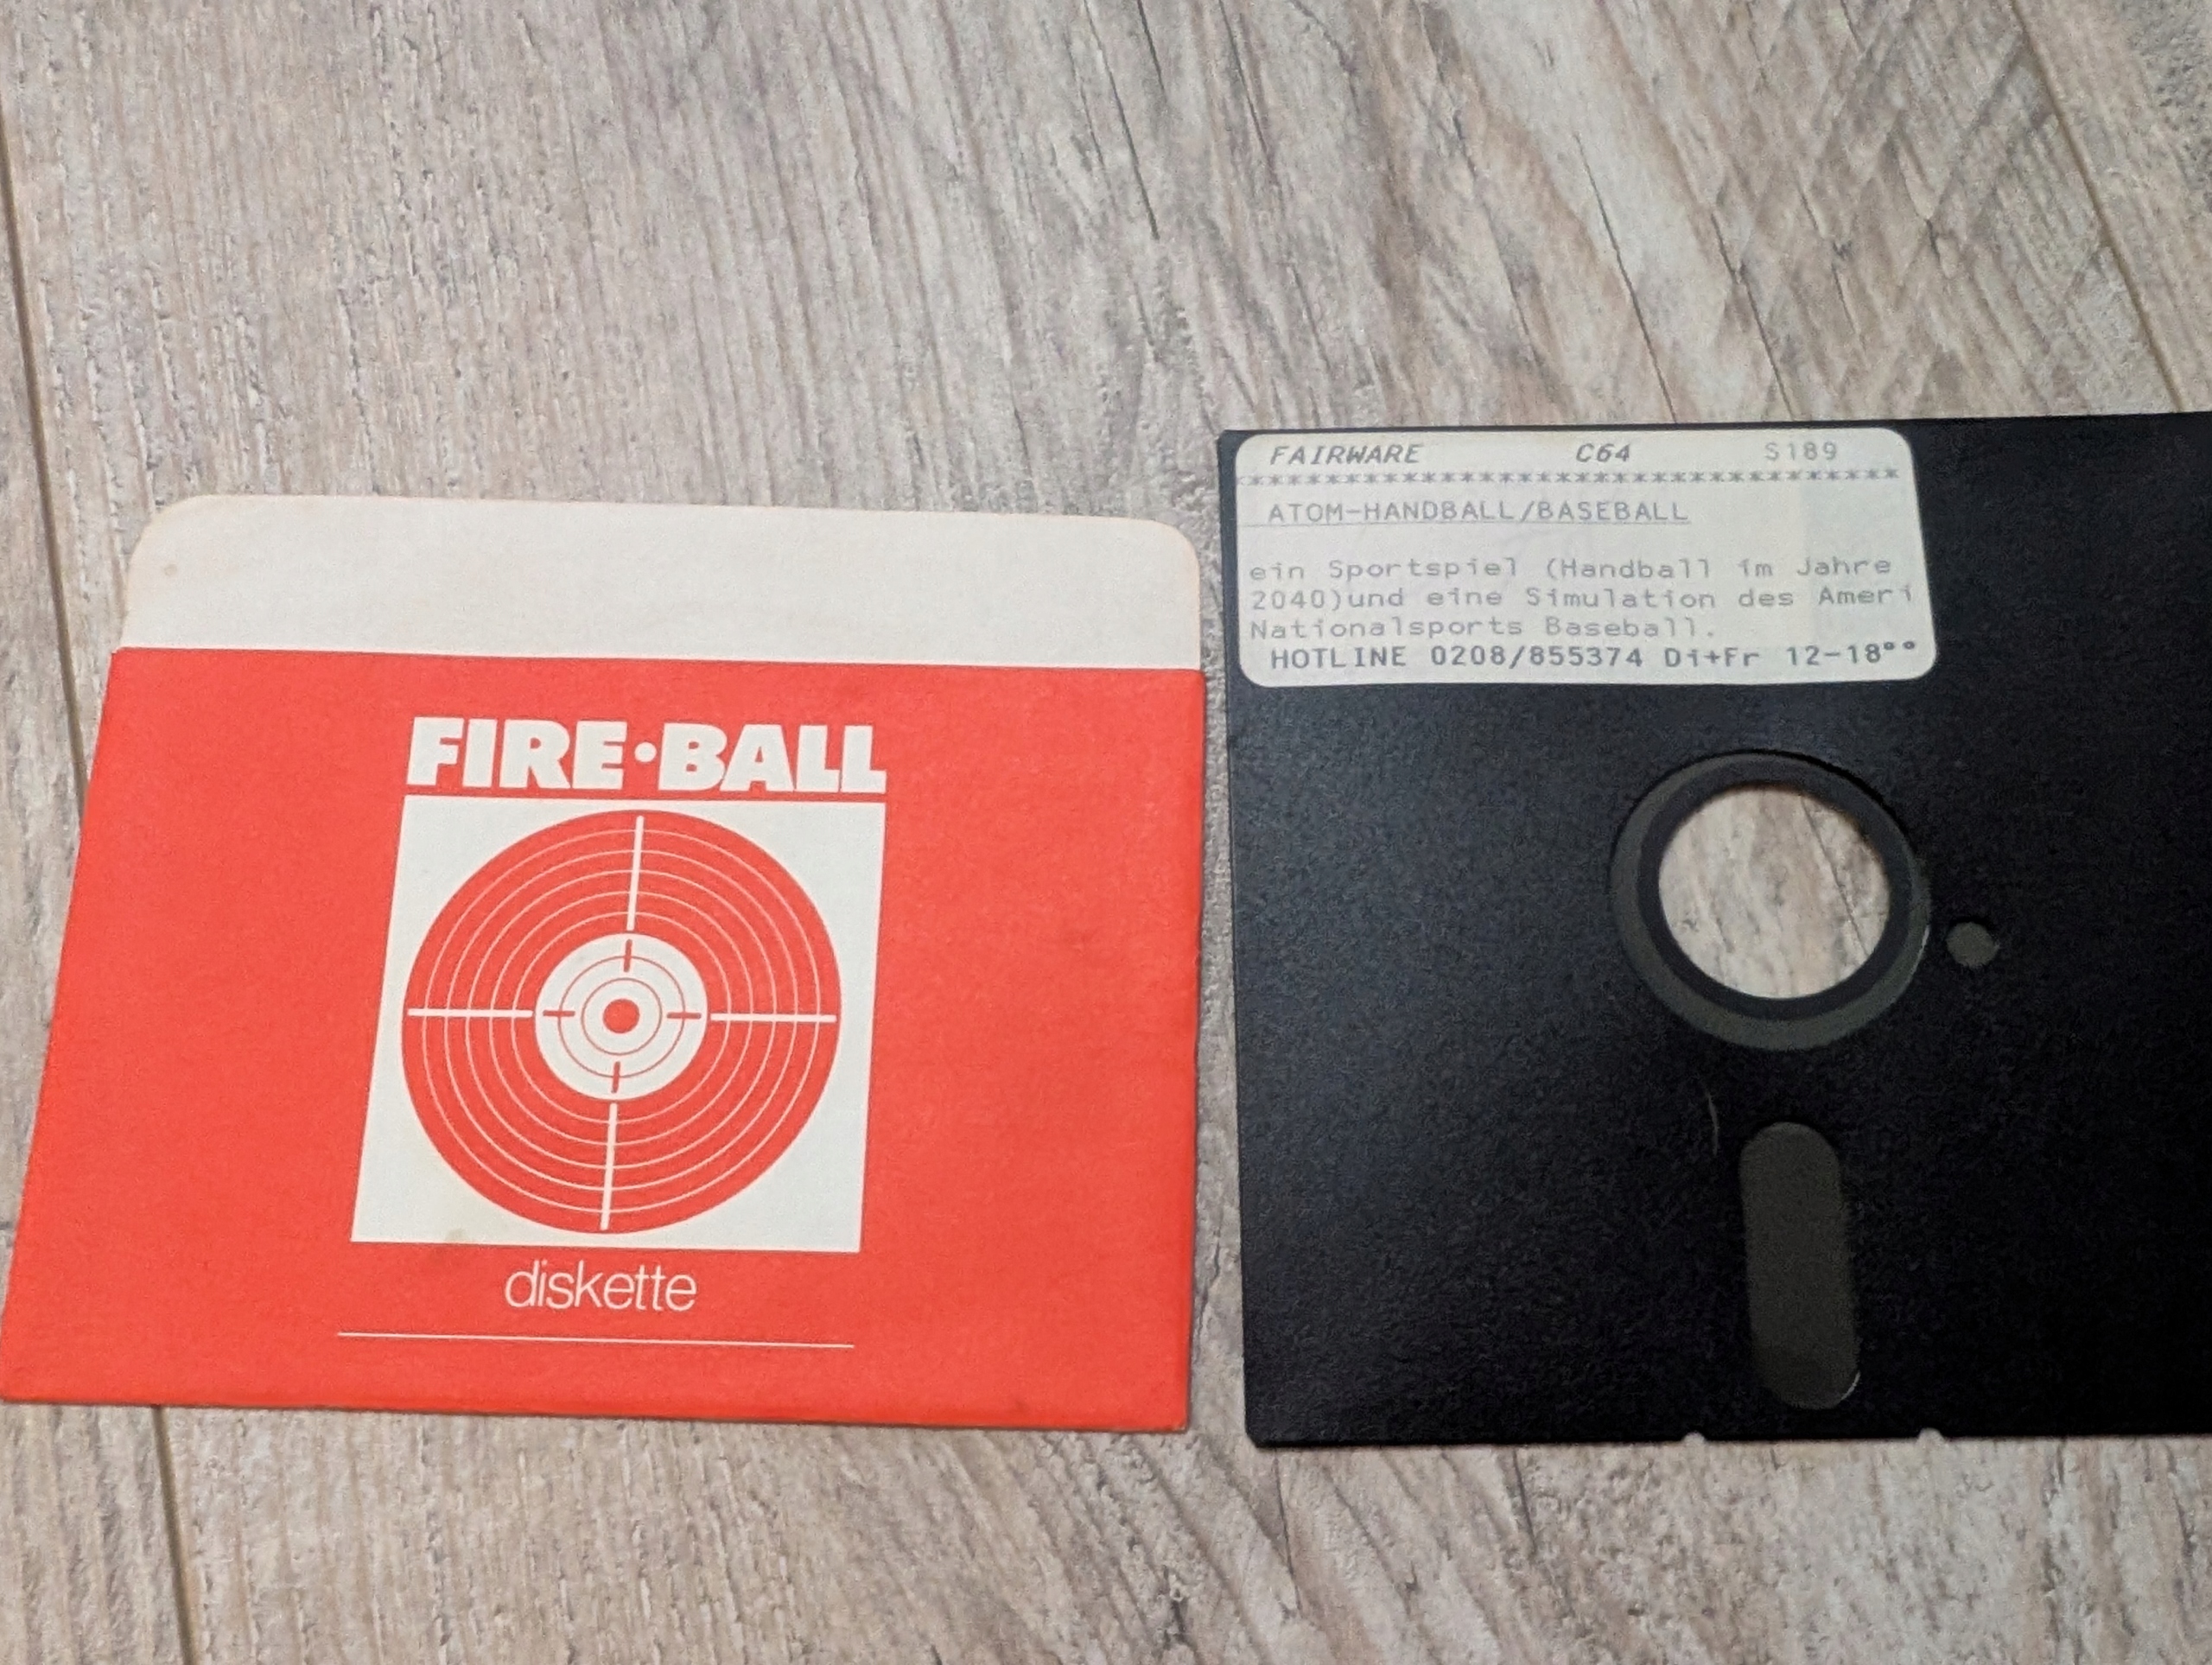 FIRE·BALL
diskette
FAIRWARE C64 S189
************************************
ATOM-HANDBALL/BASEBALL
ein Sportspiel (Handball im Jahre
2040)und eine Simulation des Ameri
Nationalsports Baseball.
HOTLINE 0208/855374 Di+Fr 12-18°°